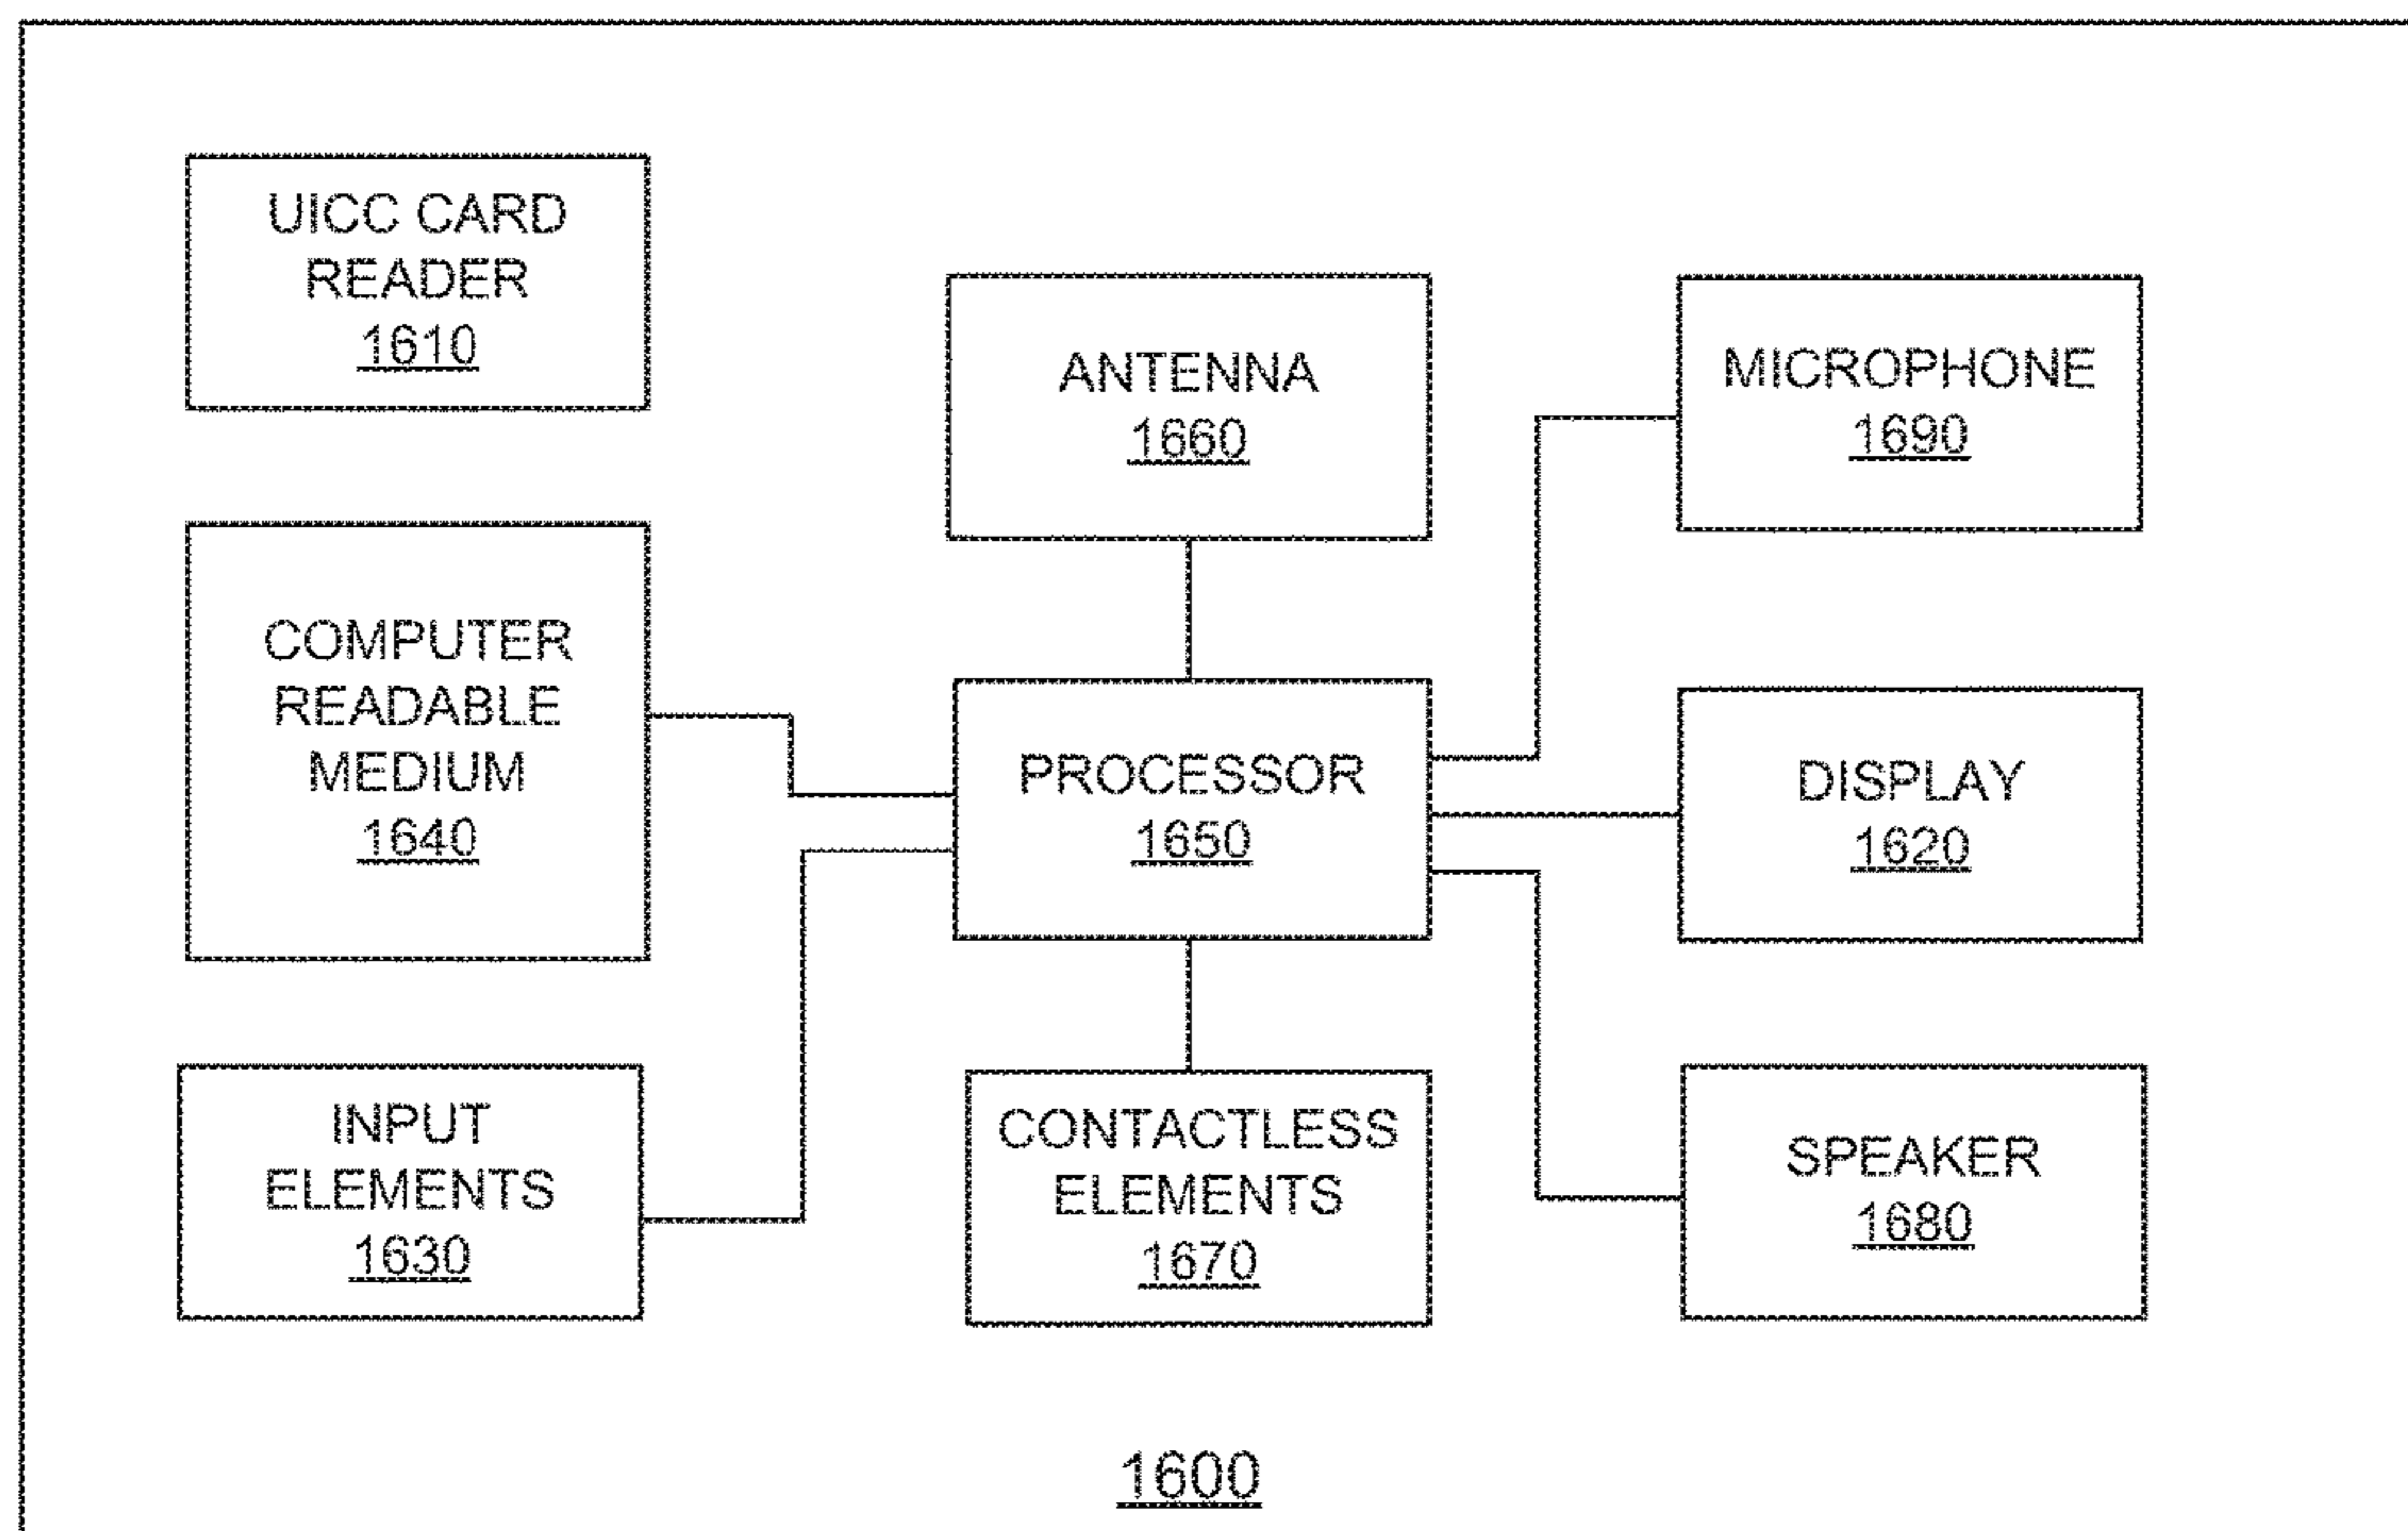 UICC CARD
READER
1610
ANTENNA
1660
MICROPHONE
1690
COMPUTER
READABLE
MEDIUM
1640
PROCESSOR
1650
DISPLAY
1620
INPUT
ELEMENTS
1630
CONTACTLESS
ELEMENTS
1670
SPEAKER
1680
1600